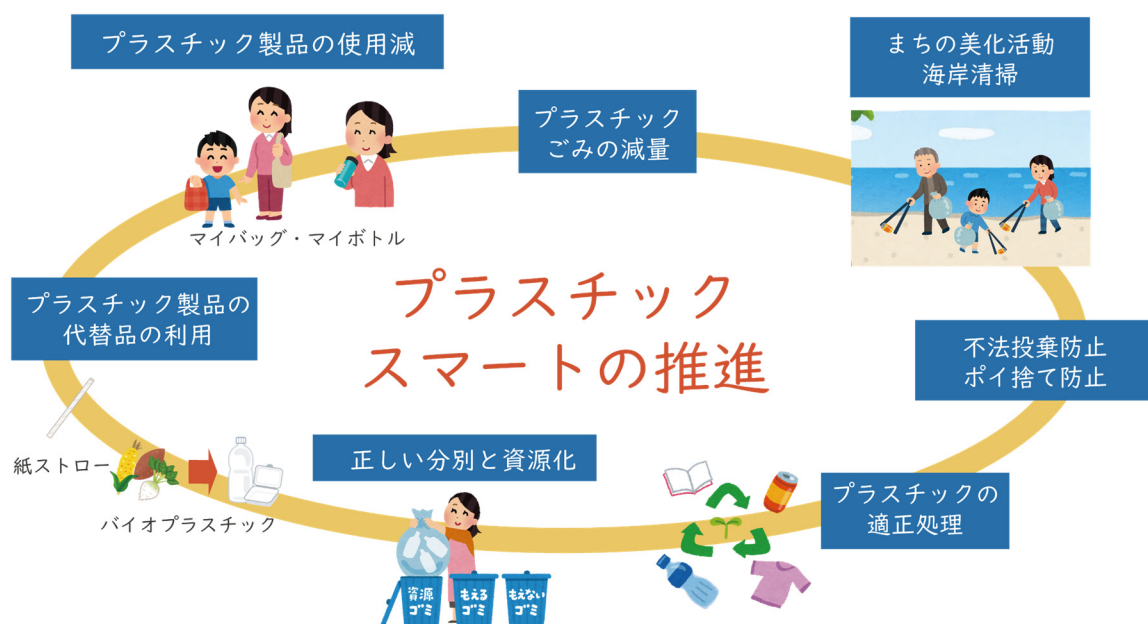 プラスチック製品の使用減
まちの美化活動
海岸清掃
プラスチック
ごみの減量
マイバッグ・マイボトル
プラスチック
スマートの推進
プラスチック製品の
代替品の利用
不法投棄防止
ポイ捨て防止
紙ストロー
バイオプラスチック
正しい分別と資源化
プラスチックの
適正処理
資源
ゴミ
もえる
ゴミ
もえない
ゴミ